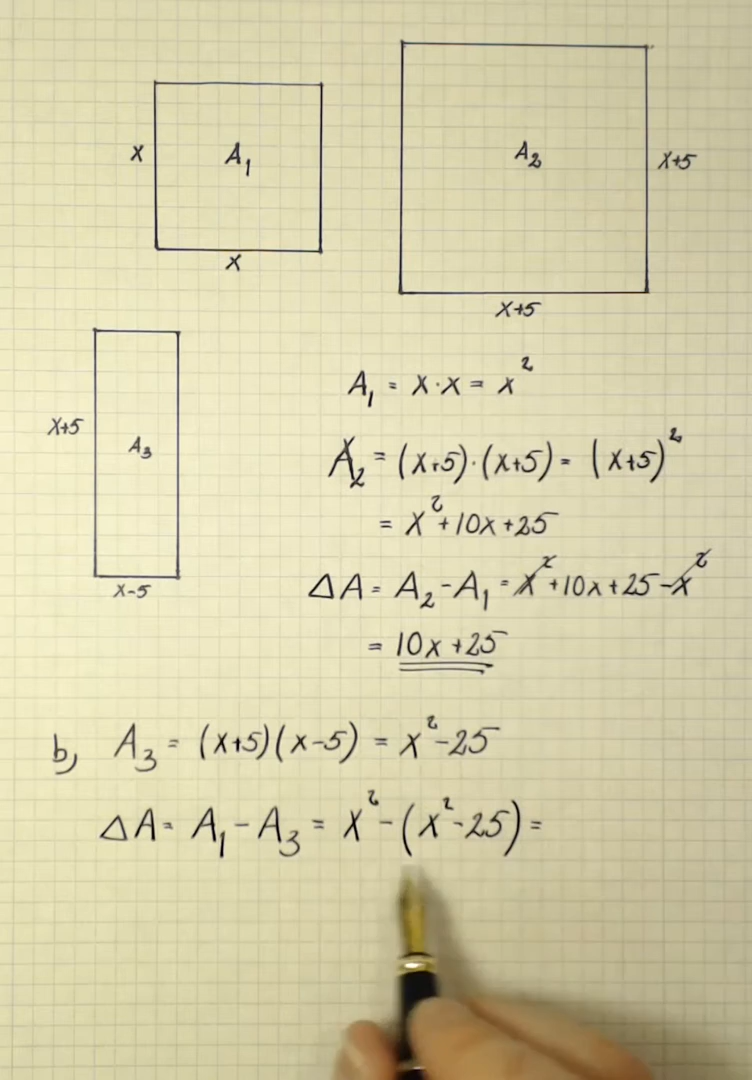 A₁
x
x
A₂
x+5
x+5
x+5
A₃
x-5
A₁ = x·x = x²
A₂ = (x+5)·(x+5) = (x+5)²
= x²+10x+25
ΔA = A₂-A₁ = x²+10x+25-x²
= 10x+25
b) A₃ = (x+5)(x-5) = x²-25
ΔA = A₁-A₃ = x²-(x²-25) =